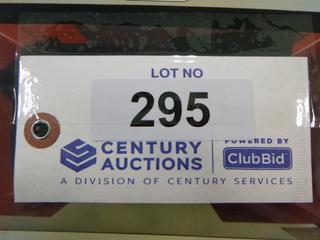 LOT NO
295
CENTURY
AUCTIONS
POWERED BY
ClubBid
A DIVISION OF CENTURY SERVICES